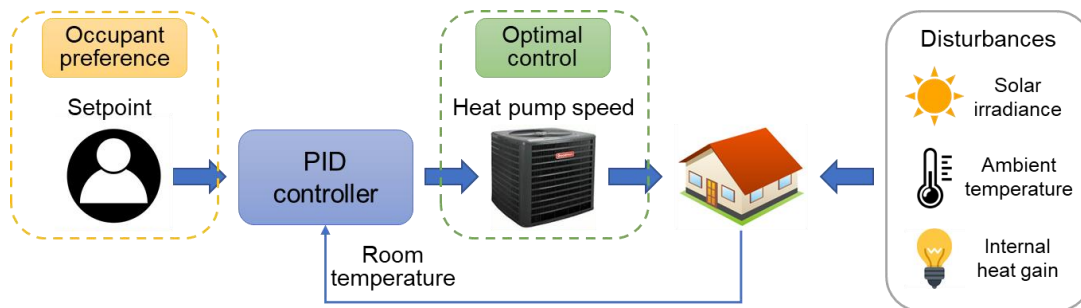 Occupant
preference
Setpoint
PID
controller
Optimal
control
Heat pump speed
Room
temperature
Disturbances
Solar
irradiance
Ambient
temperature
Internal
heat gain